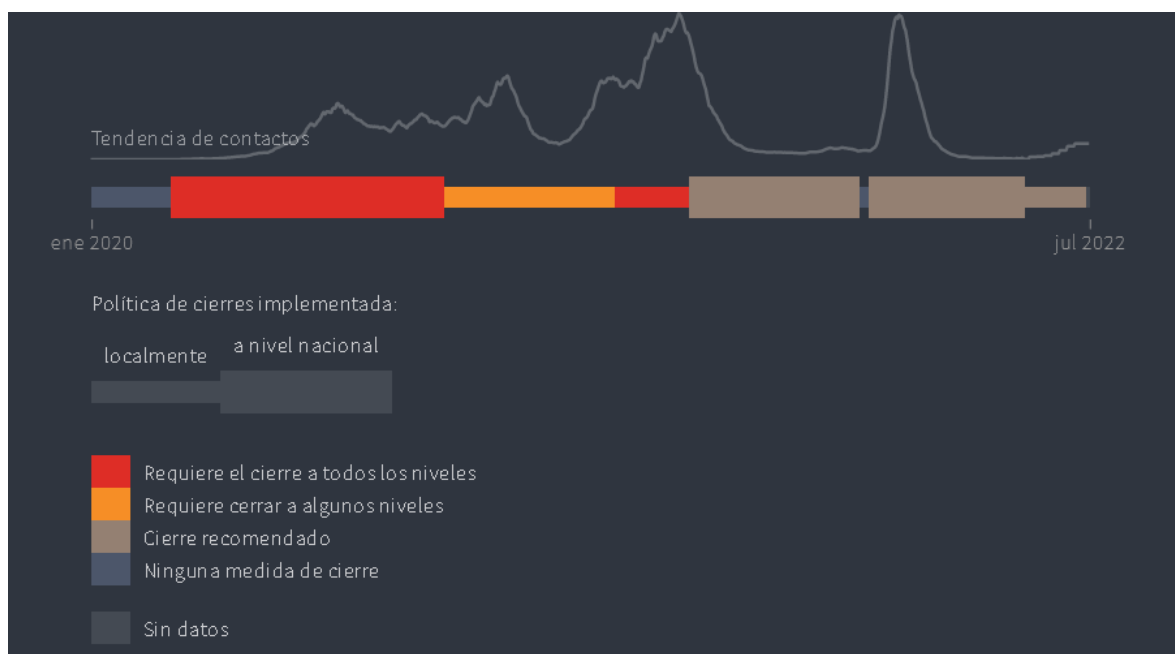 Tendencia de contactos
ene 2020
jul 2022
Política de cierres implementada:
localmente
a nivel nacional
Requiere el cierre a todos los niveles
Requiere cerrar a algunos niveles
Cierre recomendado
Ninguna medida de cierre
Sin datos